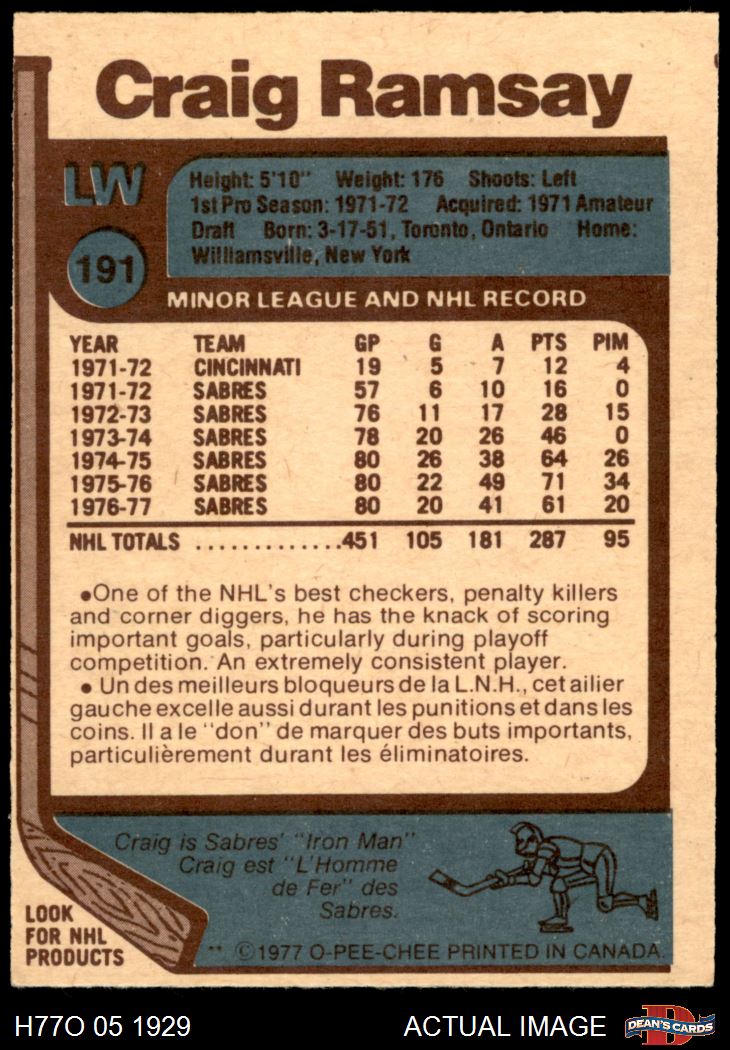 Craig Ramsay
LW
Height: 5'10" Weight: 176 Shoots: Left
1st Pro Season: 1971-72 Acquired: 1971 Amateur
Draft Born: 3-17-51, Toronto, Ontario Home:
Williamsville, New York
191
MINOR LEAGUE AND NHL RECORD
YEAR TEAM GP G A PTS PIM
1971-72 CINCINNATI 19 5 7 12 4
1971-72 SABRES 57 6 10 16 0
1972-73 SABRES 76 11 17 28 15
1973-74 SABRES 78 20 26 46 0
1974-75 SABRES 80 26 38 64 26
1975-76 SABRES 80 22 49 71 34
1976-77 SABRES 80 20 41 61 20
NHL TOTALS .............451 105 181 287 95
•One of the NHL's best checkers, penalty killers
and corner diggers, he has the knack of scoring
important goals, particularly during playoff
competition. An extremely consistent player.
• Un des meilleurs bloqueurs de la L.N.H., cet ailier
gauche excelle aussi durant les punitions et dans les
coins. Il a le "don" de marquer des buts importants,
particulièrement durant les éliminatoires.
Craig is Sabres' "Iron Man"
Craig est "L'Homme
de Fer" des
Sabres.
LOOK
FOR NHL
PRODUCTS
** ©1977 O-PEE-CHEE PRINTED IN CANADA.
H77O 05 1929
ACTUAL IMAGE
D
DEAN'S CARDS